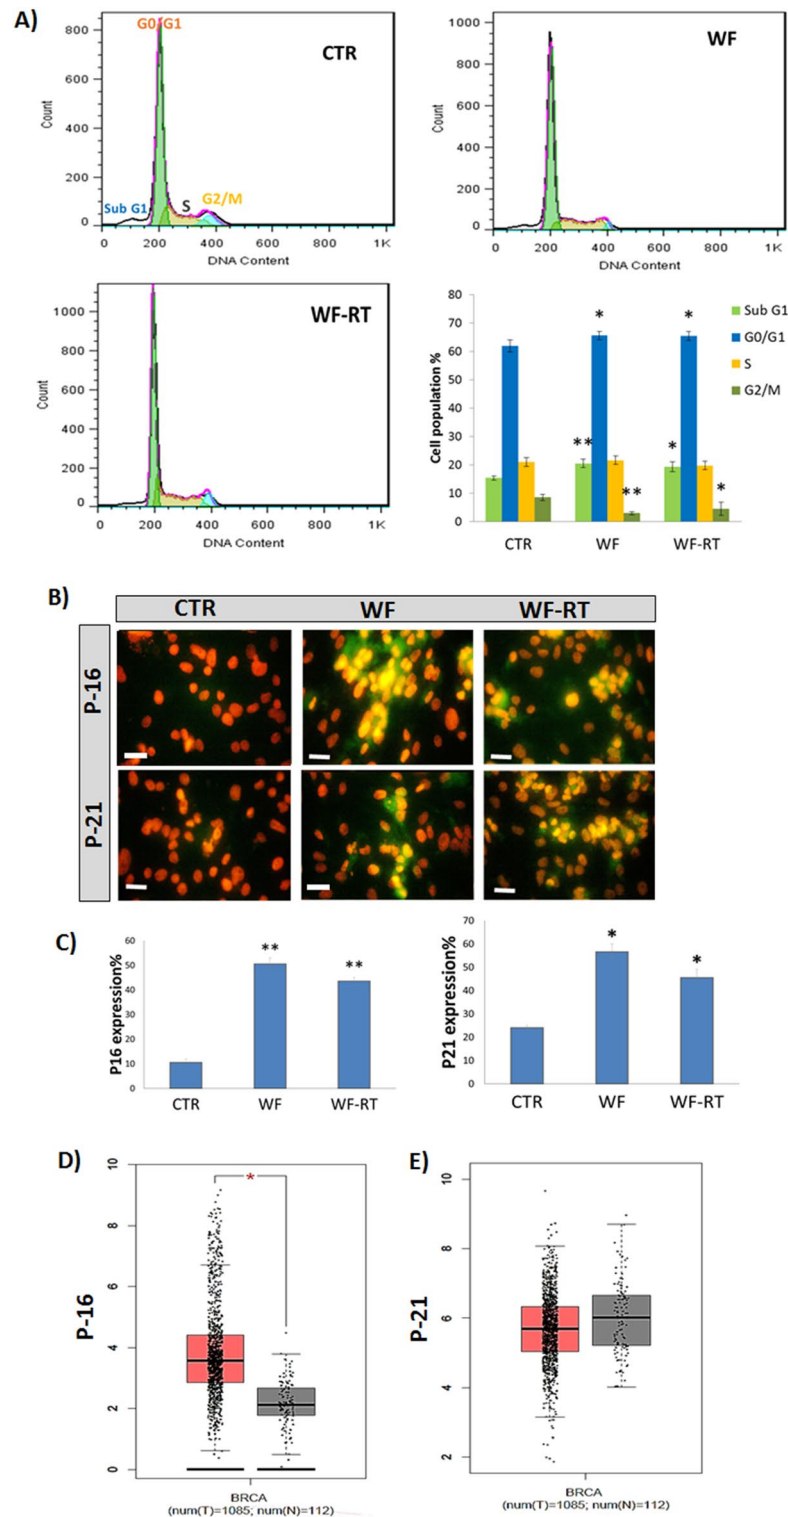 A)
G0/G1
CTR
800
600
400
200
0
Count
Sub G1
S
G2/M
0 200 400 600 800 1K
DNA Content
WF
1000
800
600
400
200
0
Count
0 200 400 600 800 1K
DNA Content
WF-RT
1000
800
600
400
200
0
Count
0 200 400 600 800 1K
DNA Content
Cell population %
80
70
60
50
40
30
20
10
0
* *
** *
** *
CTR WF WF-RT
Sub G1
G0/G1
S
G2/M
B)
CTR WF WF-RT
P-16
P-21
C)
P16 expression%
60
50
40
30
20
10
0
** **
CTR WF WF-RT
P21 expression%
70
60
50
40
30
20
10
0
* *
CTR WF WF-RT
D)
P-16
10
8
6
4
2
0
*
BRCA
(num(T)=1085; num(N)=112)
E)
P-21
10
8
6
4
2
BRCA
(num(T)=1085; num(N)=112)